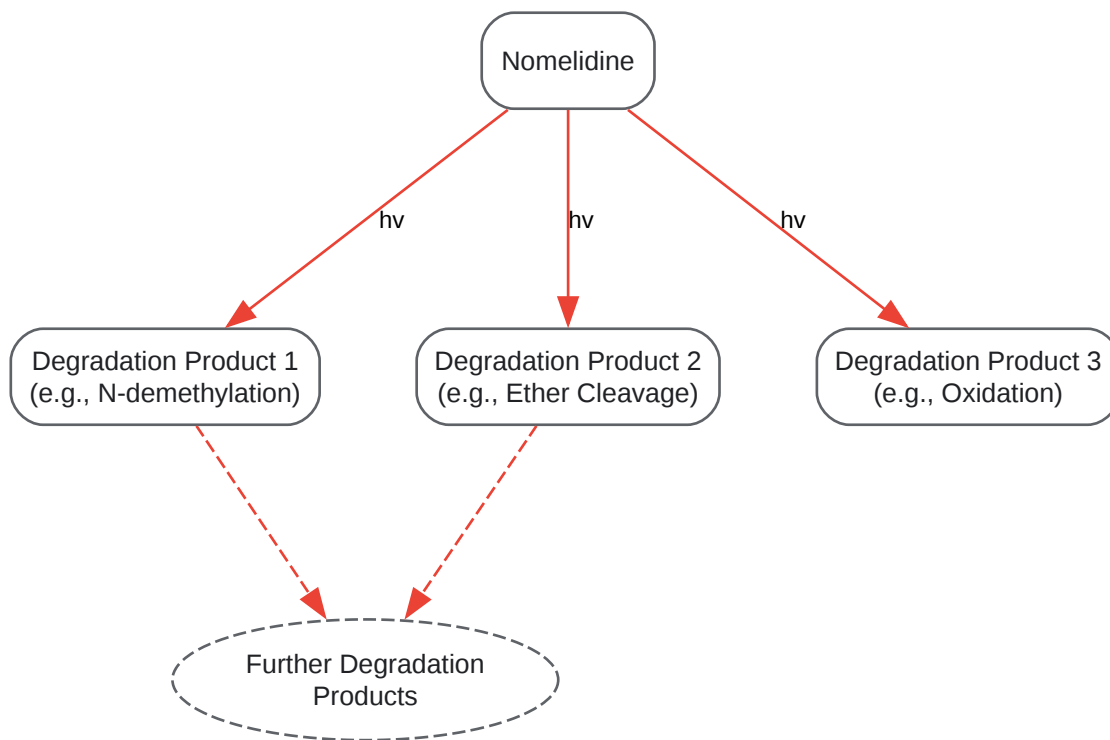 Nomelidine
hv
hv
hv
Degradation Product 1
(e.g., N-demethylation)
Degradation Product 2
(e.g., Ether Cleavage)
Degradation Product 3
(e.g., Oxidation)
Further Degradation
Products